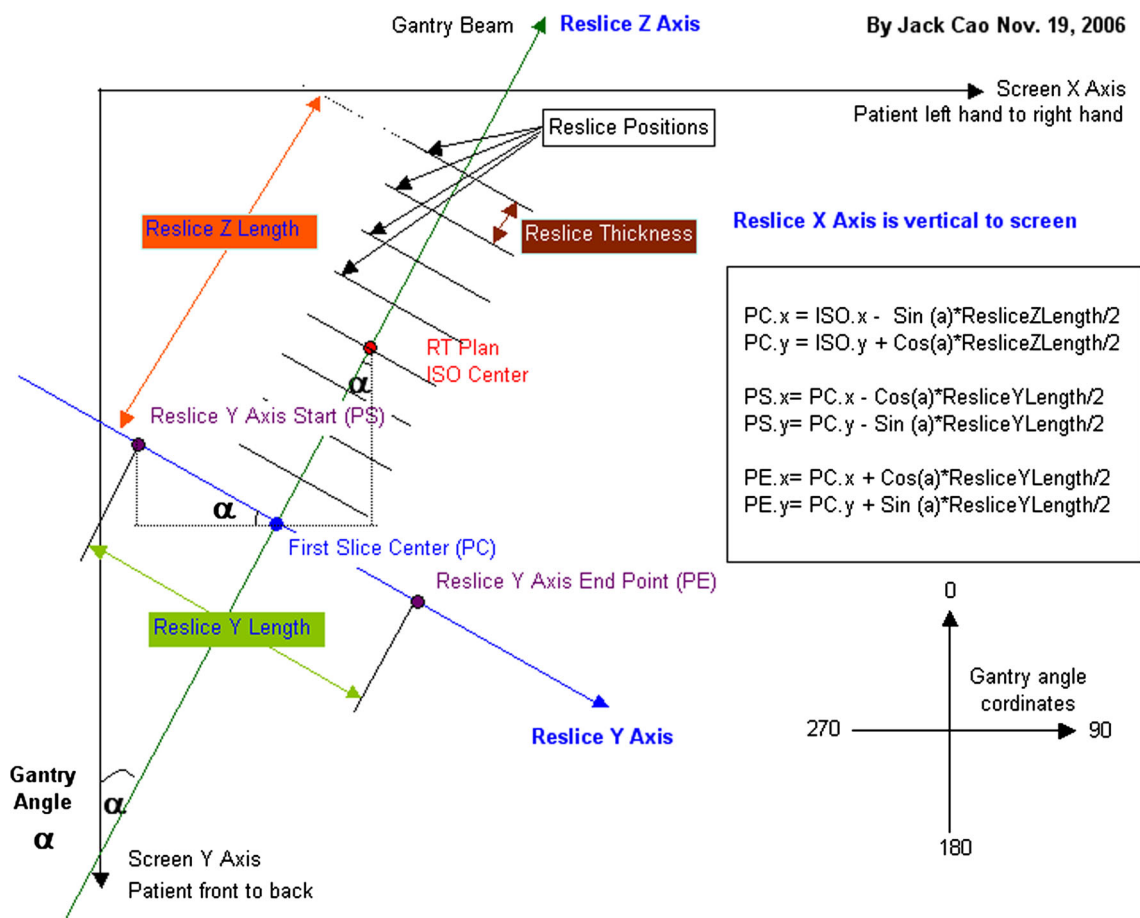 Gantry Beam
Reslice Z Axis
By Jack Cao Nov. 19, 2006
Screen X Axis
Patient left hand to right hand
Reslice Positions
Reslice Z Length
Reslice Thickness
Reslice X Axis is vertical to screen
PC.x = ISO.x - Sin (a)*ResliceZLength/2
PC.y = ISO.y + Cos(a)*ResliceZLength/2
PS.x= PC.x - Cos(a)*ResliceYLength/2
PS.y= PC.y - Sin (a)*ResliceYLength/2
PE.x= PC.x + Cos(a)*ResliceYLength/2
PE.y= PC.y + Sin (a)*ResliceYLength/2
RT Plan
ISO Center
α
Reslice Y Axis Start (PS)
α
First Slice Center (PC)
Reslice Y Axis End Point (PE)
Reslice Y Length
Reslice Y Axis
0
Gantry angle
cordinates
270
90
180
Gantry
Angle
α
α
Screen Y Axis
Patient front to back